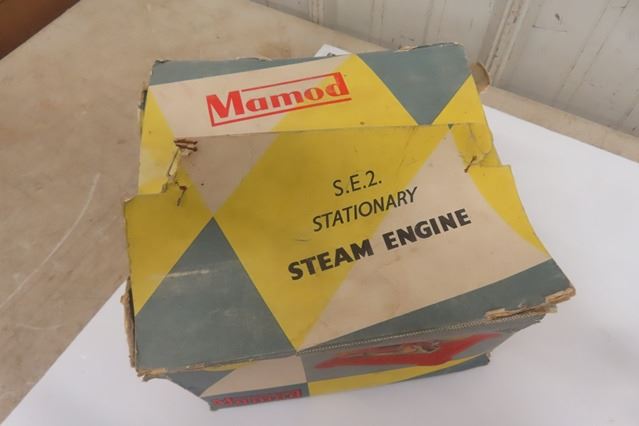 Mamod
S.E.2.
STATIONARY
STEAM ENGINE
Mamod